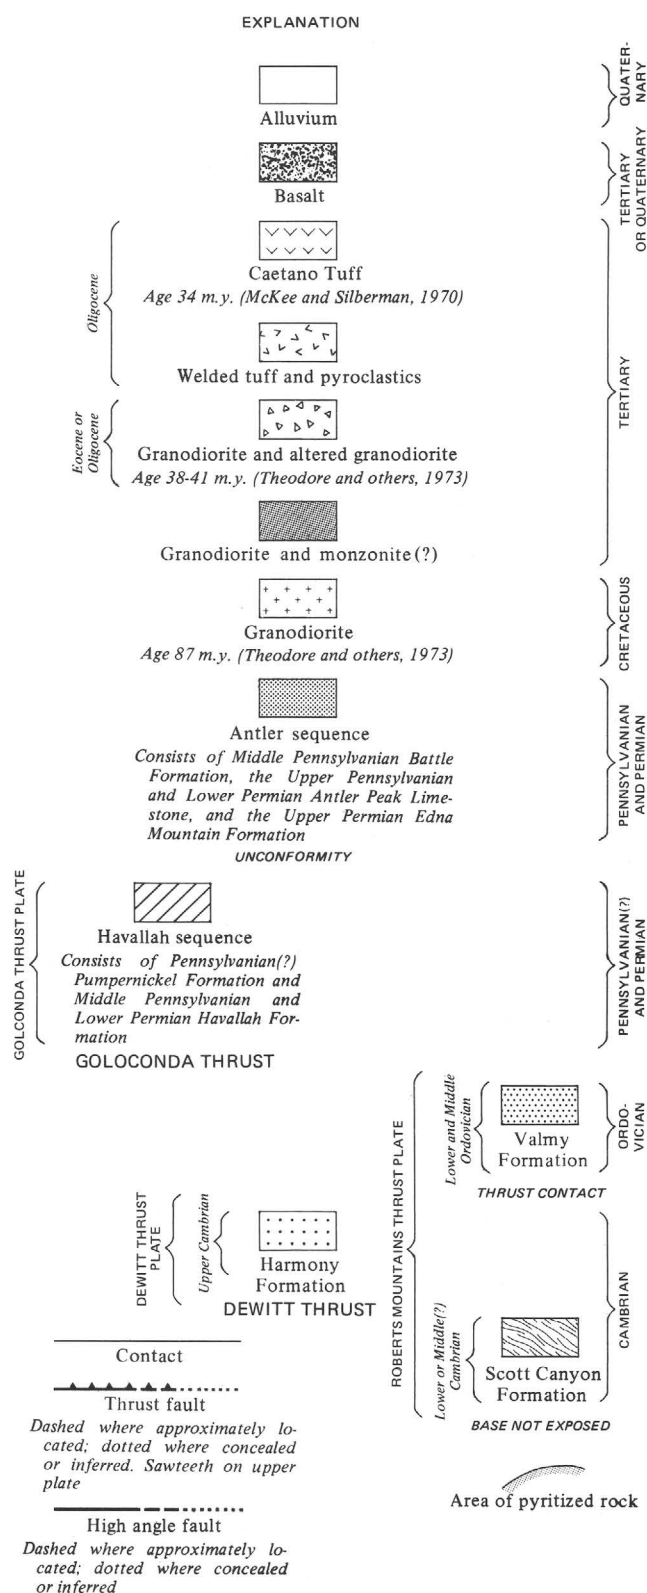 EXPLANATION
Alluvium
QUATER-
NARY
Basalt
TERTIARY
OR QUATERNARY
Oligocene
Caetano Tuff
Age 34 m.y. (McKee and Silberman, 1970)
Welded tuff and pyroclastics
TERTIARY
Eocene or
Oligocene
Granodiorite and altered granodiorite
Age 38-41 m.y. (Theodore and others, 1973)
Granodiorite and monzonite(?)
Granodiorite
Age 87 m.y. (Theodore and others, 1973)
CRETACEOUS
Antler sequence
Consists of Middle Pennsylvanian Battle
Formation, the Upper Pennsylvanian
and Lower Permian Antler Peak Lime-
stone, and the Upper Permian Edna
Mountain Formation
PENNSYLVANIAN
AND PERMIAN
UNCONFORMITY
GOLCONDA THRUST PLATE
Havallah sequence
Consists of Pennsylvanian(?)
Pumpernickel Formation and
Middle Pennsylvanian and
Lower Permian Havallah For-
mation
PENNSYLVANIAN(?)
AND PERMIAN
GOLOCONDA THRUST
ROBERTS MOUNTAINS THRUST PLATE
Lower and Middle
Ordovician
Valmy
Formation
ORDO-
VICIAN
THRUST CONTACT
DEWITT THRUST
PLATE
Upper Cambrian
Harmony
Formation
DEWITT THRUST
CAMBRIAN
Lower or Middle(?)
Cambrian
Scott Canyon
Formation
BASE NOT EXPOSED
Contact
Thrust fault
Dashed where approximately lo-
cated; dotted where concealed
or inferred. Sawteeth on upper
plate
Area of pyritized rock
High angle fault
Dashed where approximately lo-
cated; dotted where concealed
or inferred